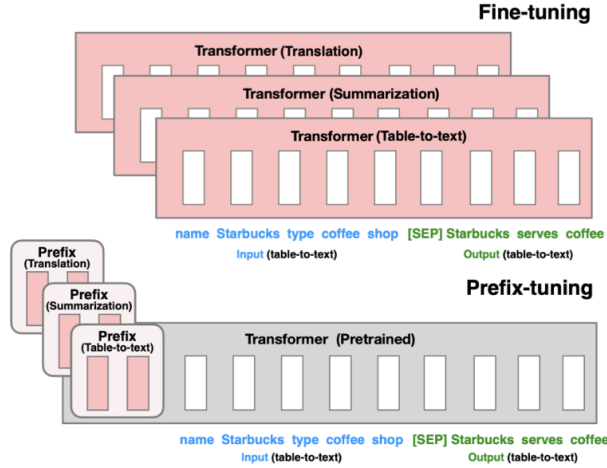 Fine-tuning
Transformer (Translation)
Transformer (Summarization)
Transformer (Table-to-text)
name Starbucks type coffee shop [SEP] Starbucks serves coffee
Input (table-to-text) Output (table-to-text)
Prefix-tuning
Prefix
(Translation)
Prefix
(Summarization)
Prefix
(Table-to-text)
Transformer (Pretrained)
name Starbucks type coffee shop [SEP] Starbucks serves coffee
Input (table-to-text) Output (table-to-text)